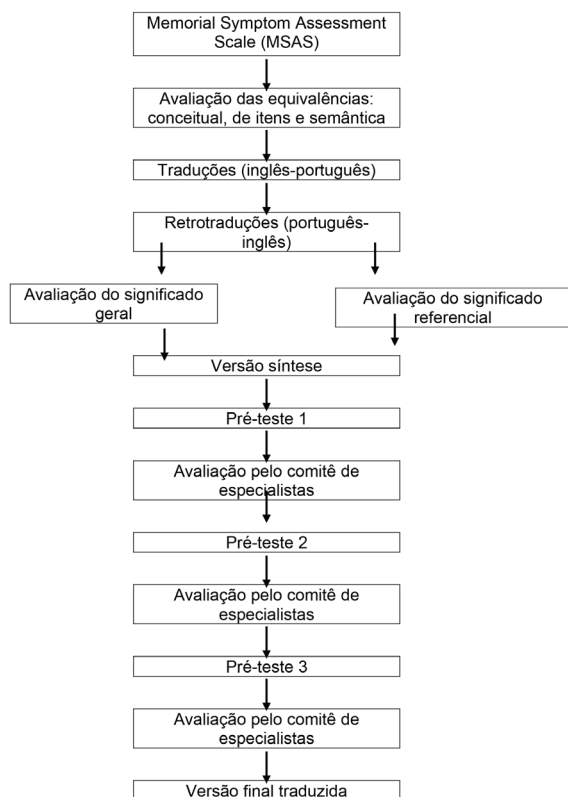 Memorial Symptom Assessment
Scale (MSAS)
Avaliação das equivalências:
conceitual, de itens e semântica
Traduções (inglês-português)
Retrotraduções (português-
inglês)
Avaliação do significado
geral
Avaliação do significado
referencial
Versão síntese
Pré-teste 1
Avaliação pelo comitê de
especialistas
Pré-teste 2
Avaliação pelo comitê de
especialistas
Pré-teste 3
Avaliação pelo comitê de
especialistas
Versão final traduzida